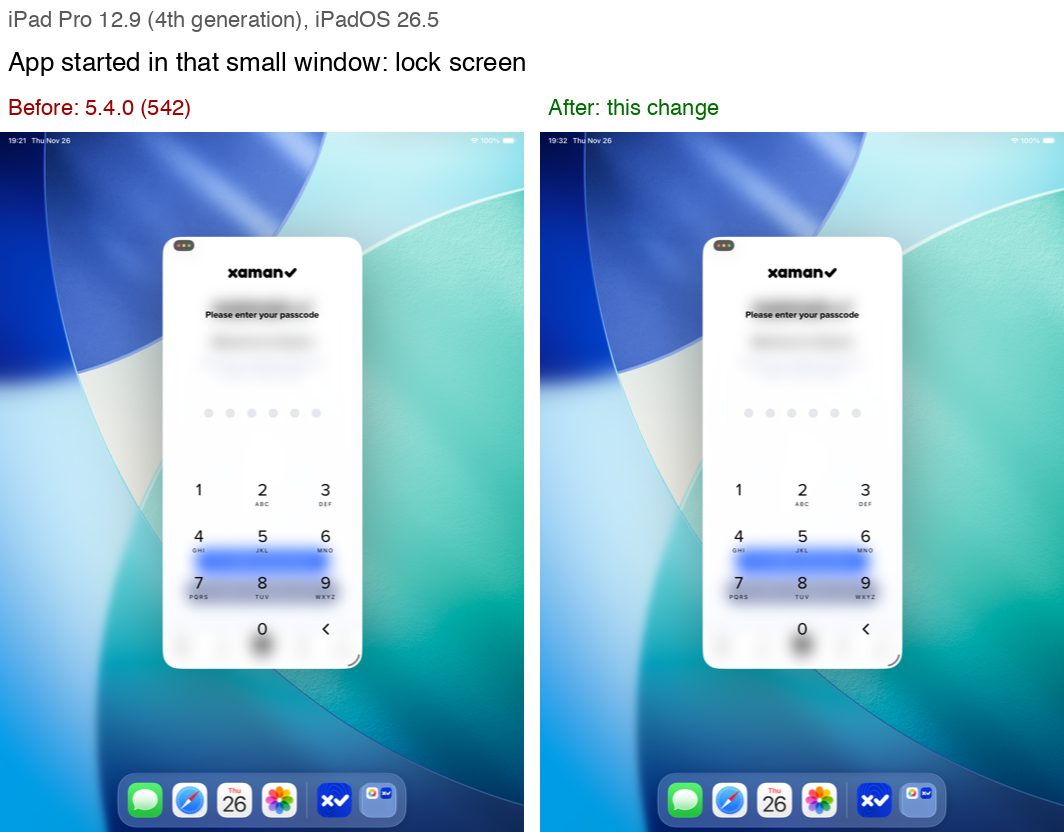 iPad Pro 12.9 (4th generation), iPadOS 26.5
App started in that small window: lock screen
Before: 5.4.0 (542)
After: this change
19:21 Thu Nov 26
100%
xaman
Please enter your passcode
1 2 3
ABC DEF
4 5 6
GHI JKL MNO
7 8 9
PQRS TUV WXYZ
0
Thu
26
19:32 Thu Nov 26
100%
xaman
Please enter your passcode
1 2 3
ABC DEF
4 5 6
GHI JKL MNO
7 8 9
PQRS TUV WXYZ
0
Thu
26